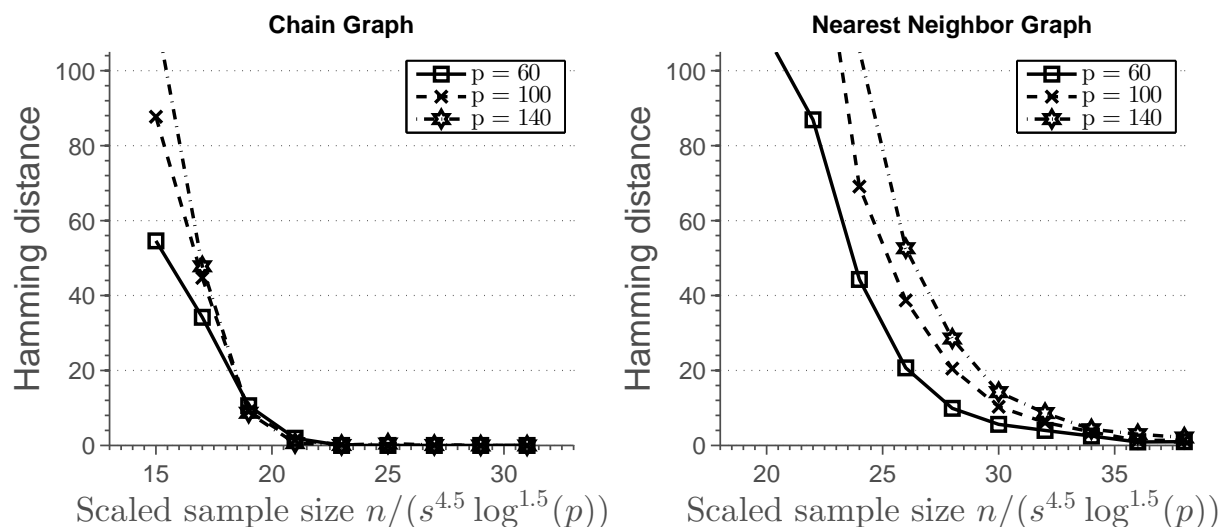 Chain Graph
Hamming distance
100
80
60
40
20
0
15 20 25 30
p = 60
p = 100
p = 140
Scaled sample size n/(s^4.5 log^1.5(p))
Nearest Neighbor Graph
Hamming distance
100
80
60
40
20
0
20 25 30 35
p = 60
p = 100
p = 140
Scaled sample size n/(s^4.5 log^1.5(p))